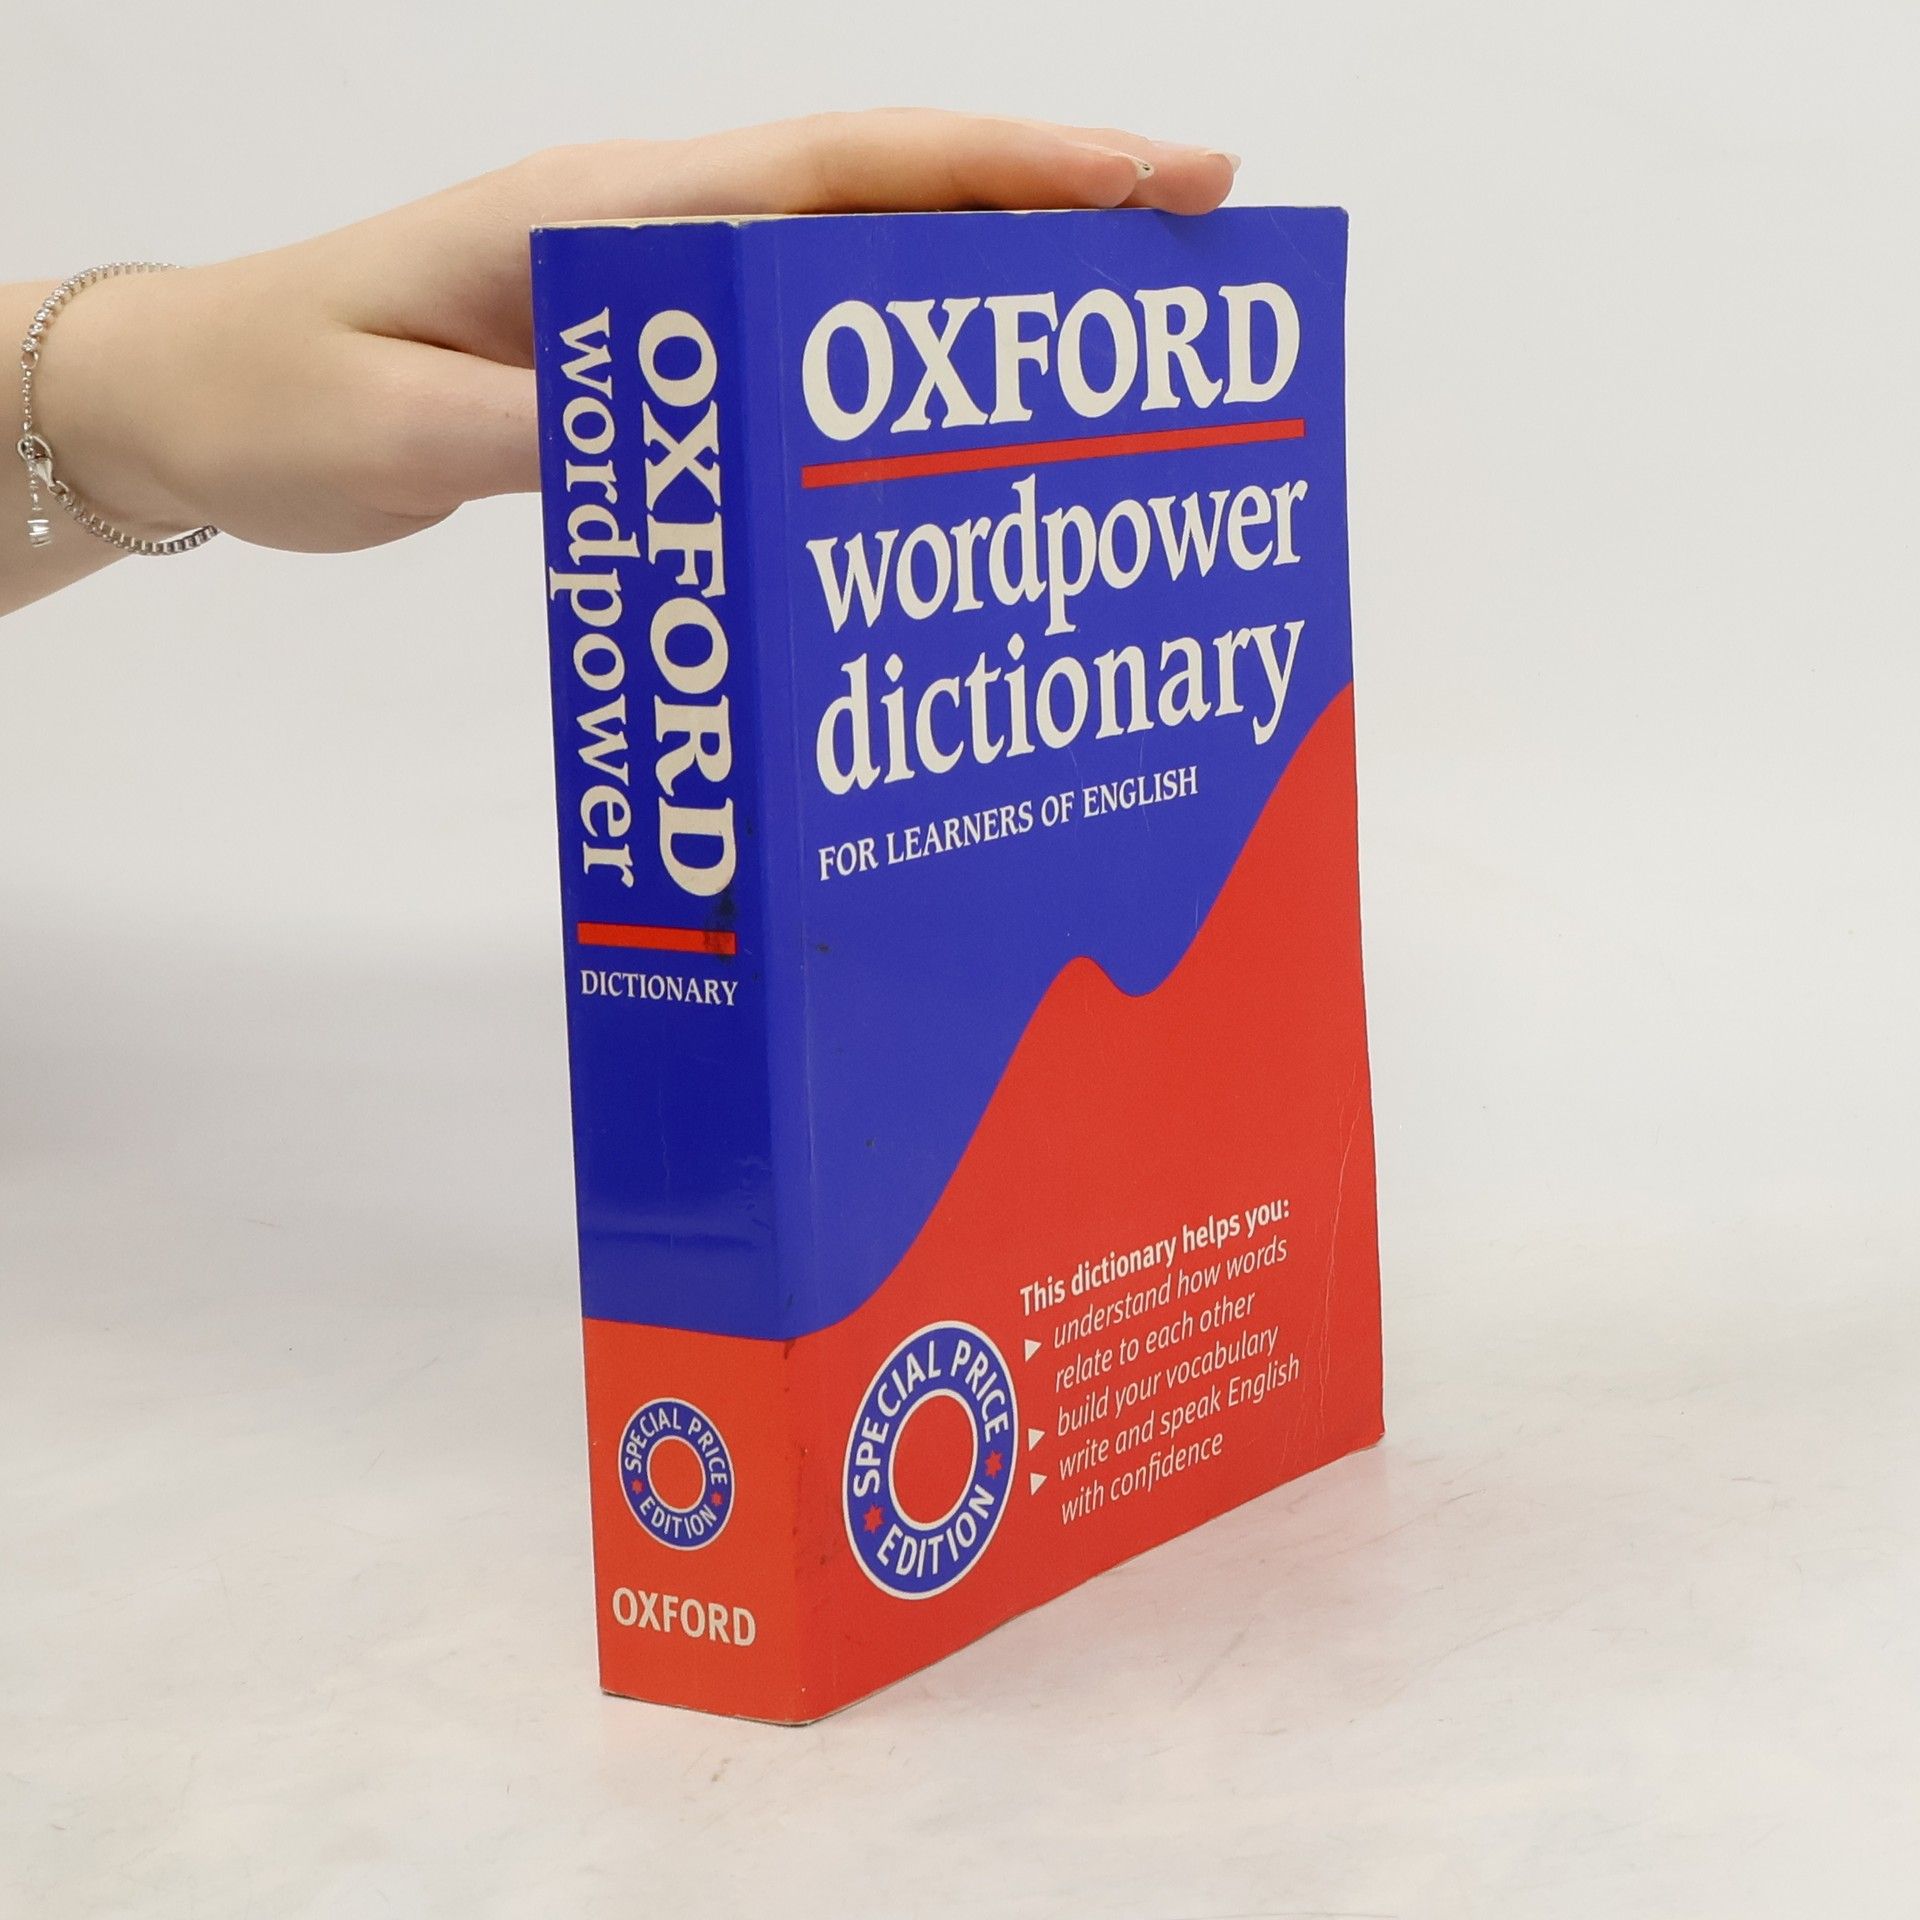 OXFORD
wordpower
DICTIONARY
SPECIAL PRICE
EDITION
OXFORD
OXFORD
wordpower
dictionary
FOR LEARNERS OF ENGLISH
This dictionary helps you:
understand how words
relate to each other
build your vocabulary
write and speak English
with confidence
SPECIAL PRICE
EDITION